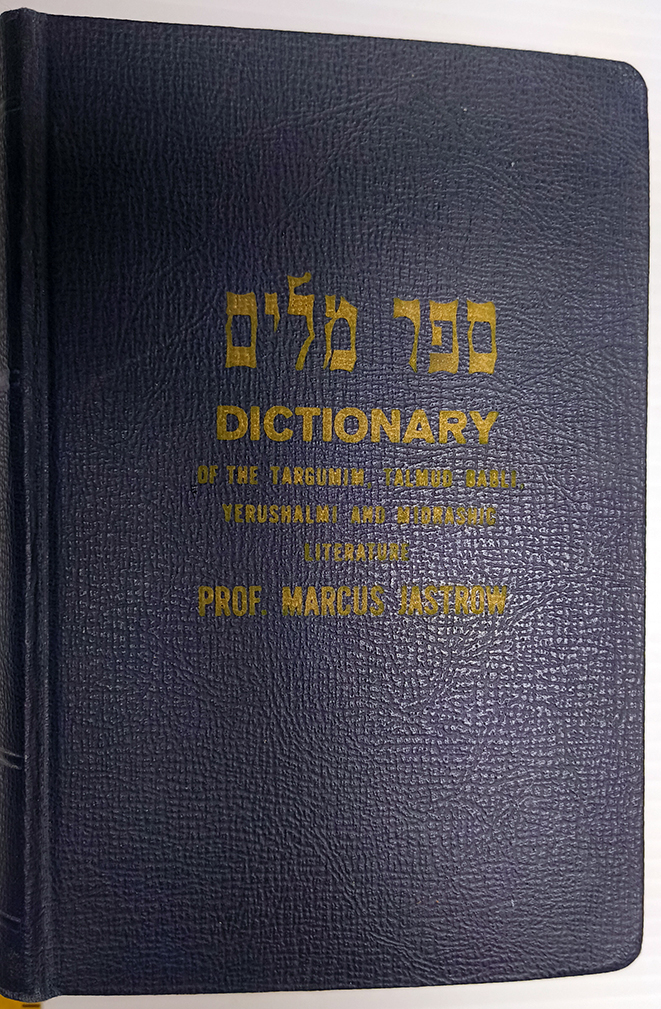 ספר מלים
DICTIONARY
OF THE TARGUMIM, TALMUD BABLI,
YERUSHALMI AND MIDRASHIC
LITERATURE
PROF. MARCUS JASTROW